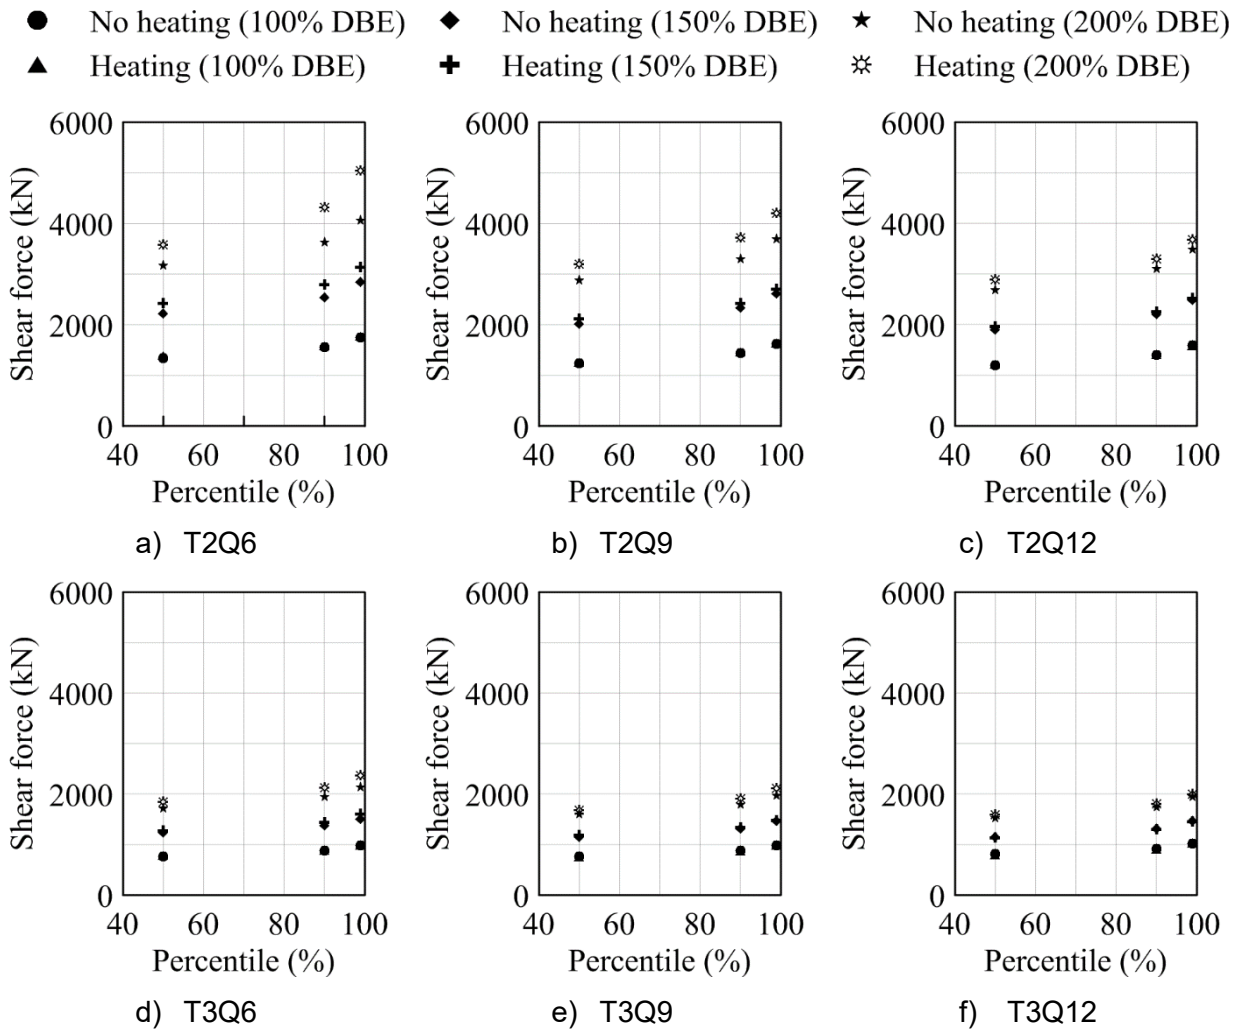 No heating (100% DBE) No heating (150% DBE) No heating (200% DBE)
Heating (100% DBE) Heating (150% DBE) Heating (200% DBE)
6000 6000 6000
4000 4000 4000
2000 2000 2000
0 0 0
Shear force (kN) Shear force (kN) Shear force (kN)
40 60 80 100 40 60 80 100 40 60 80 100
Percentile (%) Percentile (%) Percentile (%)
a) T2Q6 b) T2Q9 c) T2Q12
6000 6000 6000
4000 4000 4000
2000 2000 2000
0 0 0
Shear force (kN) Shear force (kN) Shear force (kN)
40 60 80 100 40 60 80 100 40 60 80 100
Percentile (%) Percentile (%) Percentile (%)
d) T3Q6 e) T3Q9 f) T3Q12